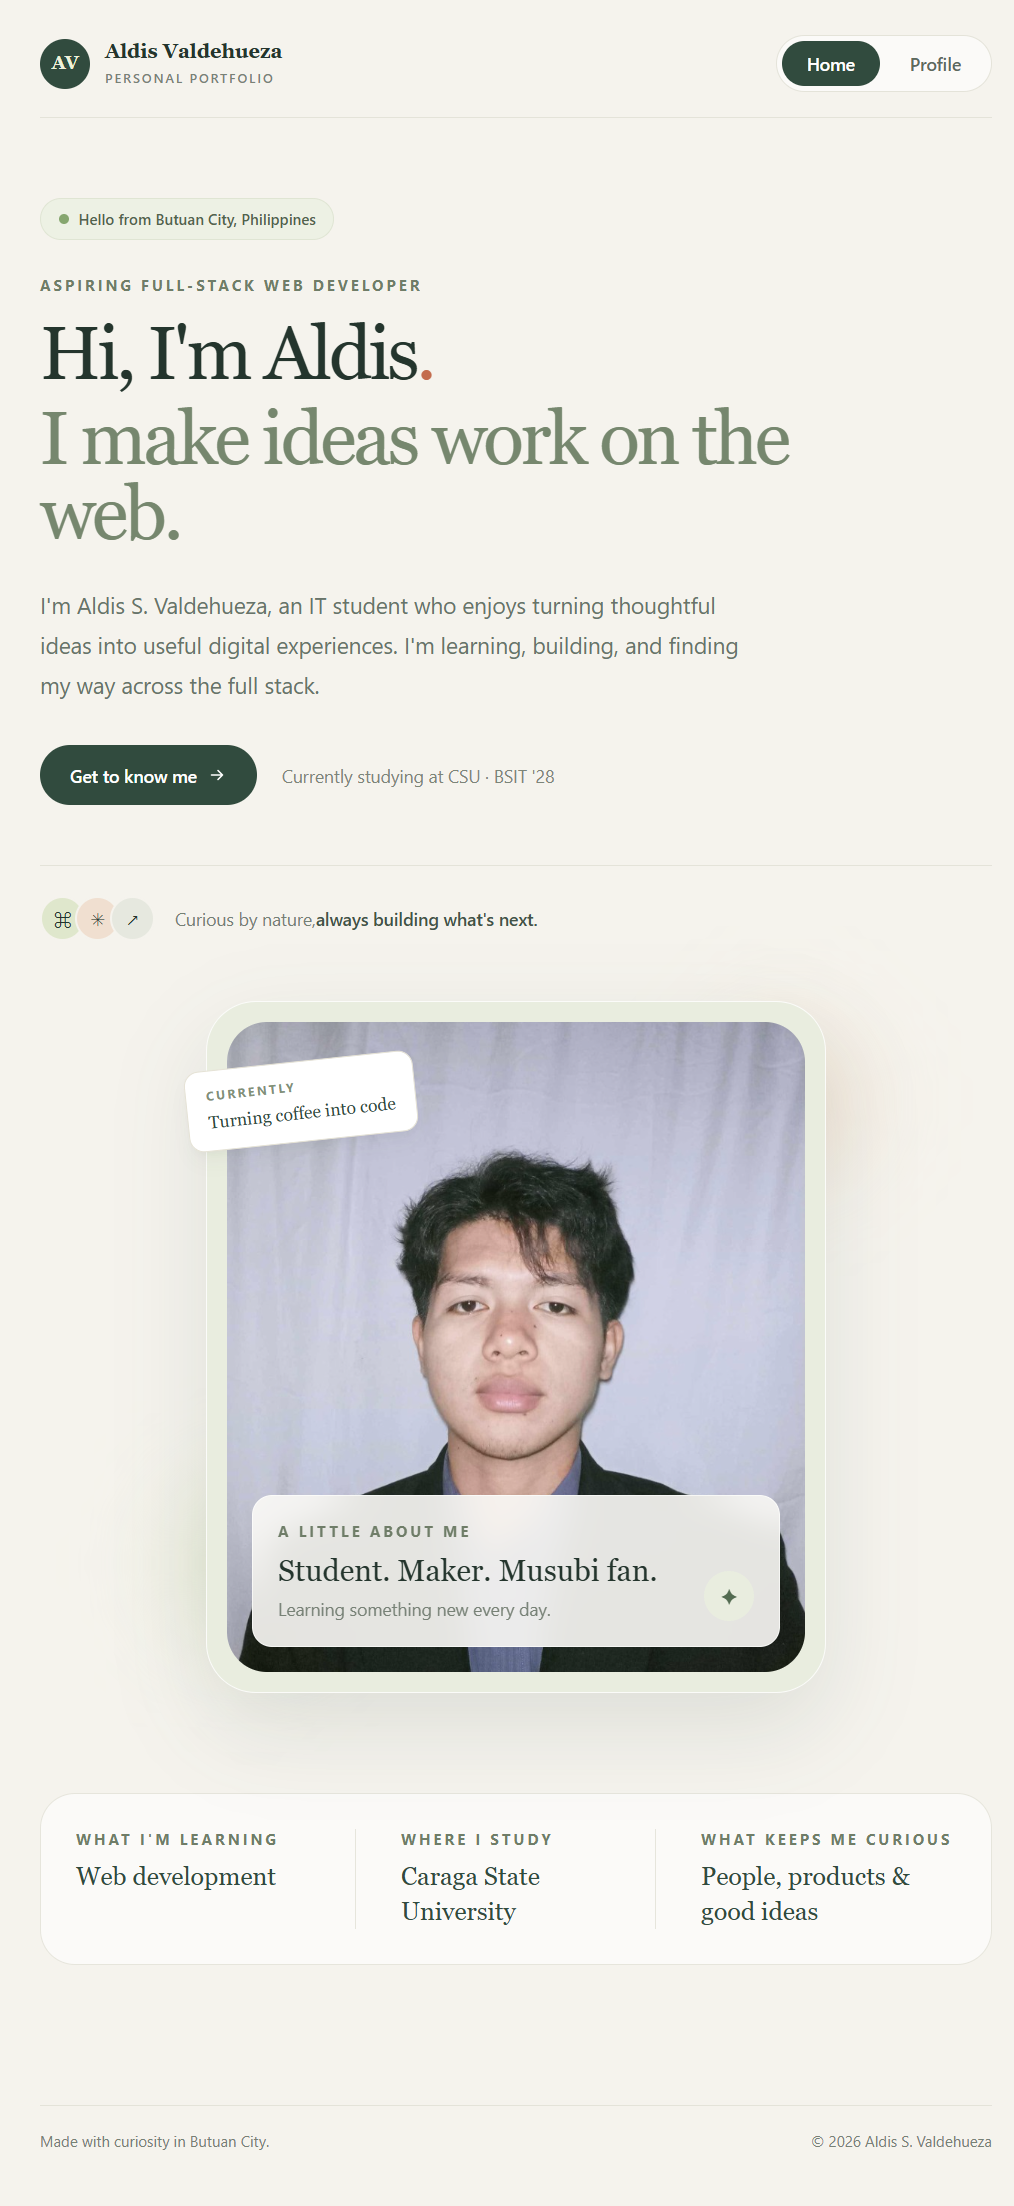 AV
Aldis Valdehueza
PERSONAL PORTFOLIO
Home
Profile
Hello from Butuan City, Philippines
ASPIRING FULL-STACK WEB DEVELOPER
Hi, I'm Aldis.
I make ideas work on the
web.
I'm Aldis S. Valdehueza, an IT student who enjoys turning thoughtful
ideas into useful digital experiences. I'm learning, building, and finding
my way across the full stack.
Get to know me →
Currently studying at CSU · BSIT '28
⌘ ✳ ↗
Curious by nature,always building what's next.
CURRENTLY
Turning coffee into code
A LITTLE ABOUT ME
Student. Maker. Musubi fan.
Learning something new every day.
✦
WHAT I'M LEARNING
Web development
WHERE I STUDY
Caraga State
University
WHAT KEEPS ME CURIOUS
People, products &
good ideas
Made with curiosity in Butuan City.
© 2026 Aldis S. Valdehueza